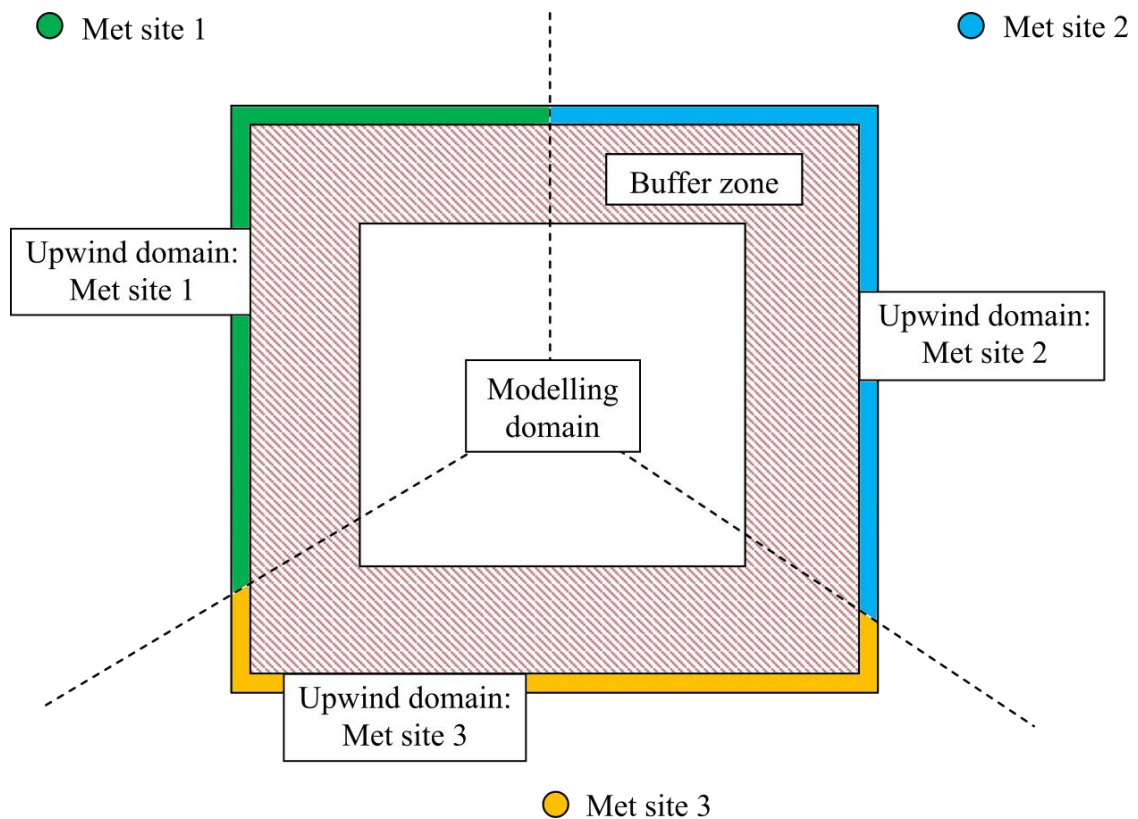 Met site 1
Met site 2
Buffer zone
Upwind domain:
Met site 1
Upwind domain:
Met site 2
Modelling
domain
Upwind domain:
Met site 3
Met site 3